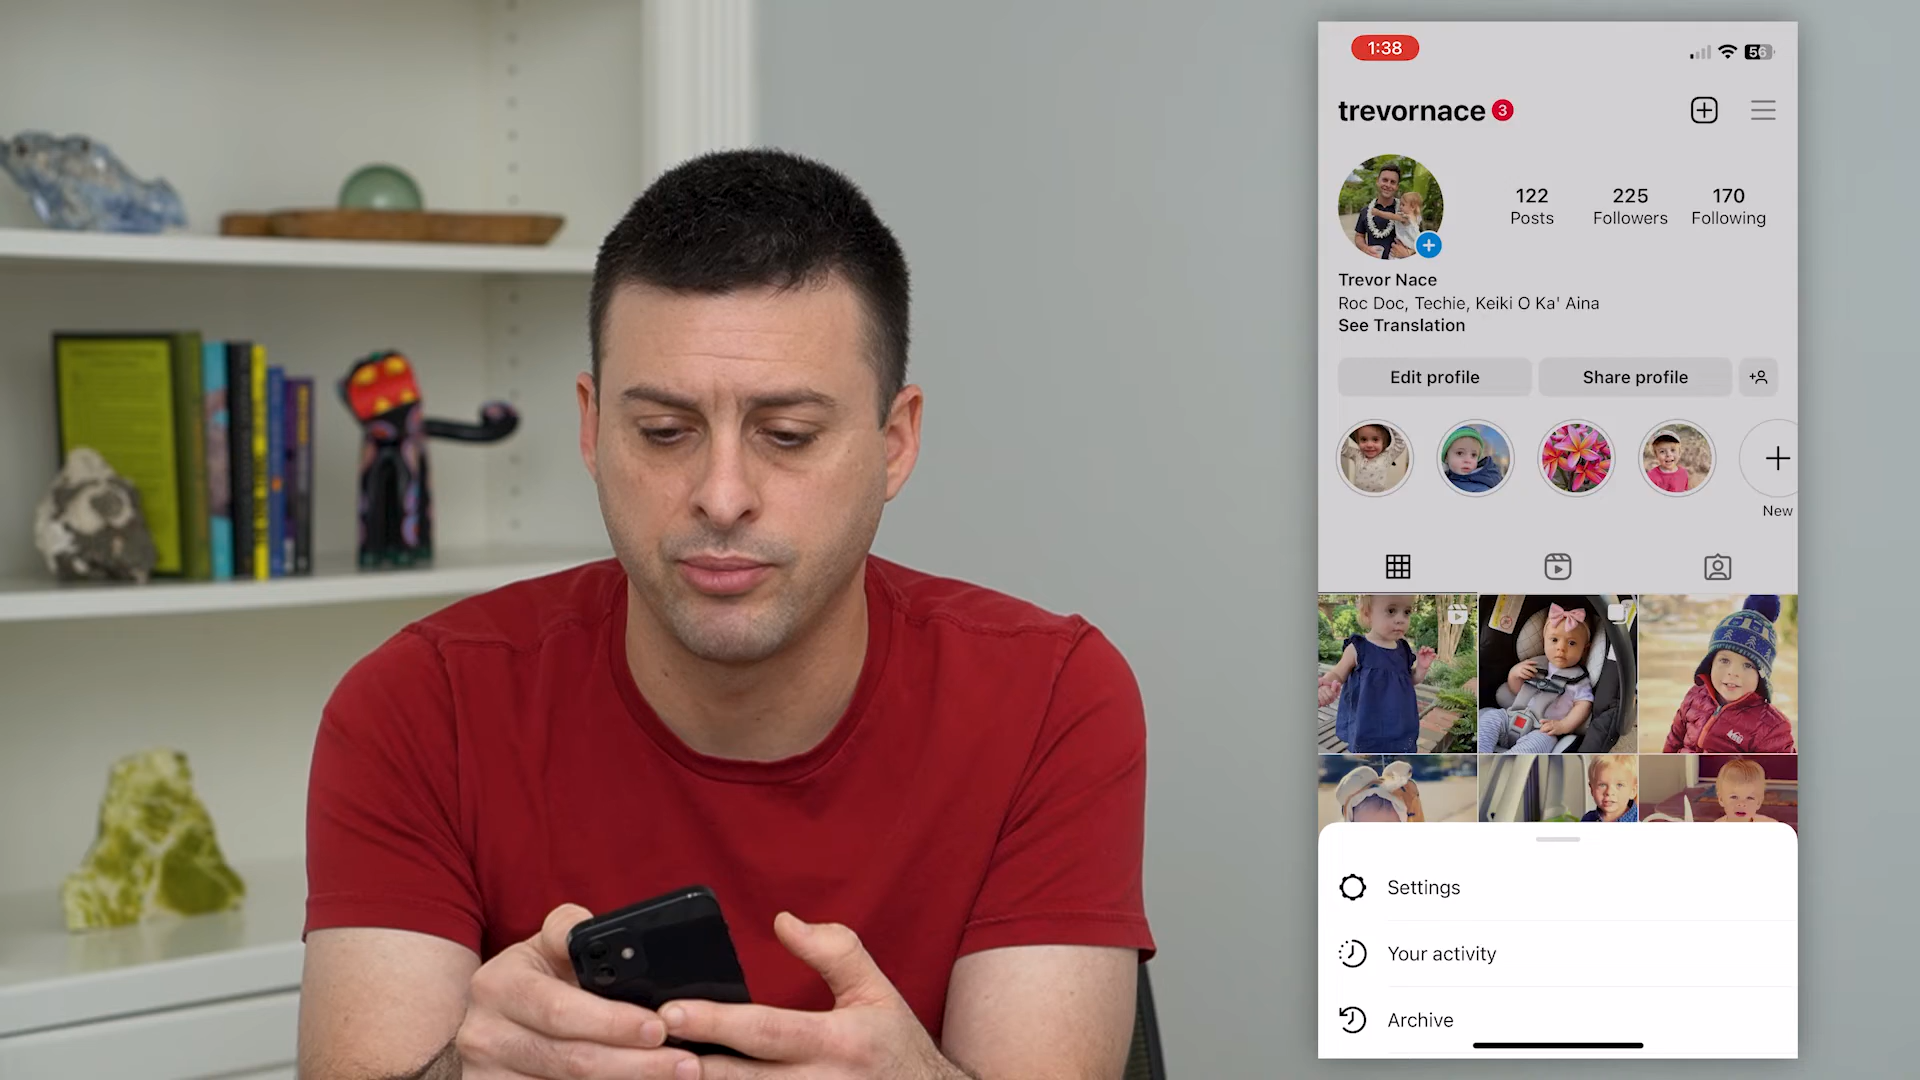 1:38
56
trevornace 3
122 225 170
Posts Followers Following
Trevor Nace
Roc Doc, Techie, Keiki O Ka' Aina
See Translation
Edit profile Share profile
New
Settings
Your activity
Archive